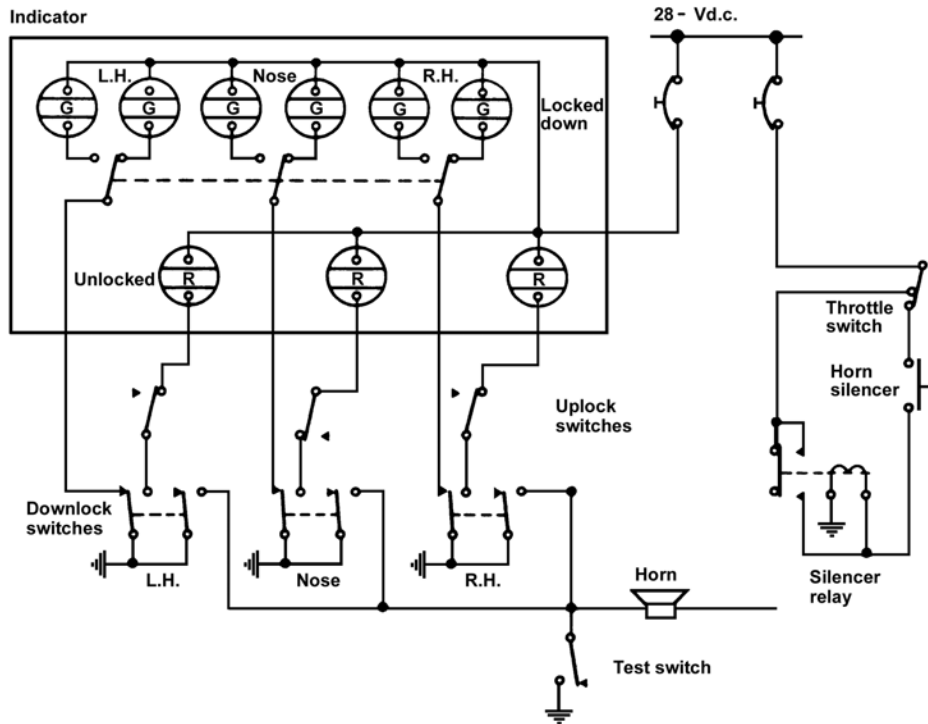 Indicator
28 - Vd.c.
L.H.
Nose
R.H.
G
G
G
G
G
G
Locked
down
Unlocked
R
R
R
Throttle
switch
Horn
silencer
Uplock
switches
Downlock
switches
L.H.
Nose
R.H.
Horn
Silencer
relay
Test switch